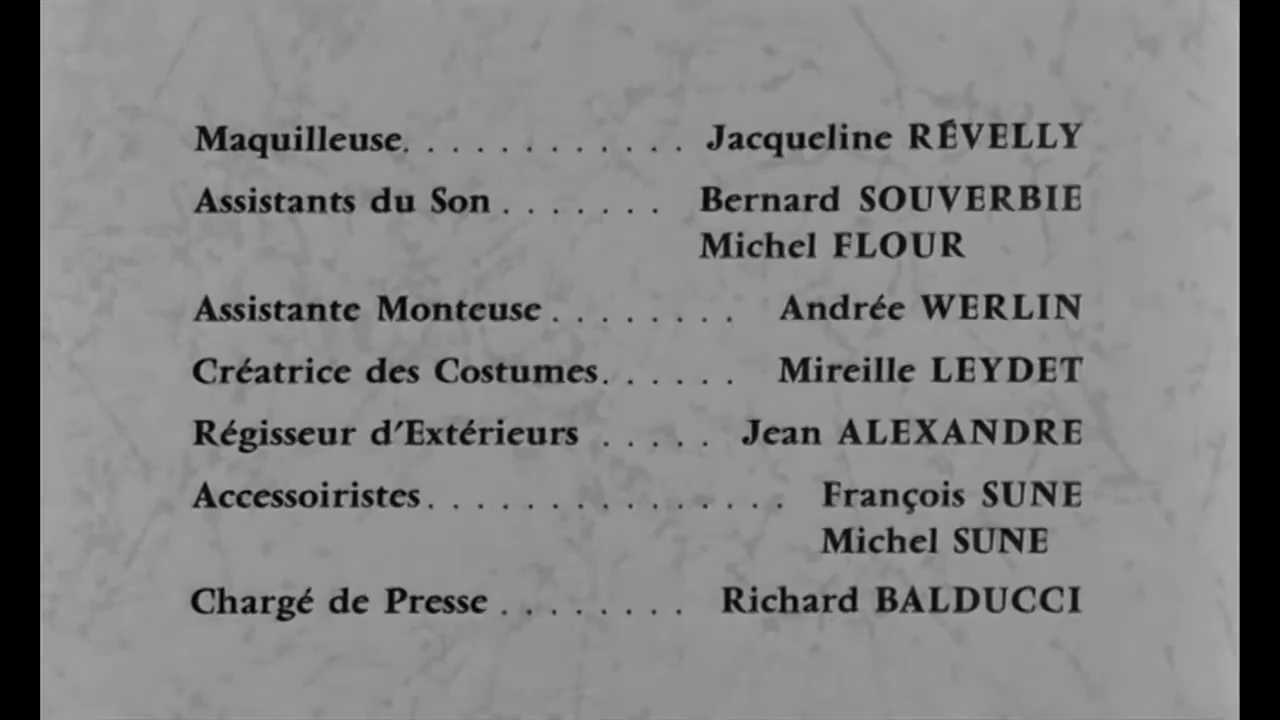 Maquilleuse. . . . . . . . . . . . Jacqueline RÉVELLY
Assistants du Son . . . . . . . Bernard SOUVERBIE
Michel FLOUR
Assistante Monteuse . . . . . . . . Andrée WERLIN
Créatrice des Costumes. . . . . . Mireille LEYDET
Régisseur d'Extérieurs . . . . . Jean ALEXANDRE
Accessoiristes. . . . . . . . . . . . . . . François SUNE
Michel SUNE
Chargé de Presse . . . . . . . . Richard BALDUCCI